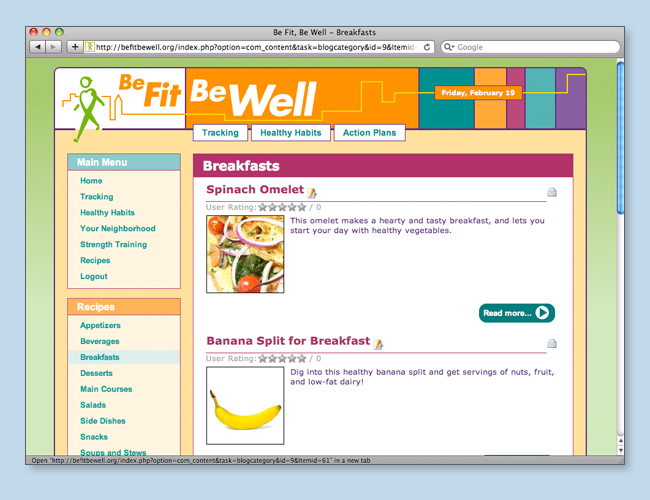 Be Fit, Be Well – Breakfasts
http://befitbewell.org/index.php?option=com_content&task=blogcategory&id=9&Itemid
Google
Be Fit Be Well
Friday, February 19
Tracking
Healthy Habits
Action Plans
Main Menu
Home
Tracking
Healthy Habits
Your Neighborhood
Strength Training
Recipes
Logout
Recipes
Appetizers
Beverages
Breakfasts
Desserts
Main Courses
Salads
Side Dishes
Snacks
Soups and Stews
Breakfasts
Spinach Omelet
User Rating: / 0
This omelet makes a hearty and tasty breakfast, and lets you
start your day with healthy vegetables.
Read more...
Banana Split for Breakfast
User Rating: / 0
Dig into this healthy banana split and get servings of nuts, fruit,
and low-fat dairy!
Open "http://befitbewell.org/index.php?option=com_content&task=blogcategory&id=9&Itemid=61" in a new tab